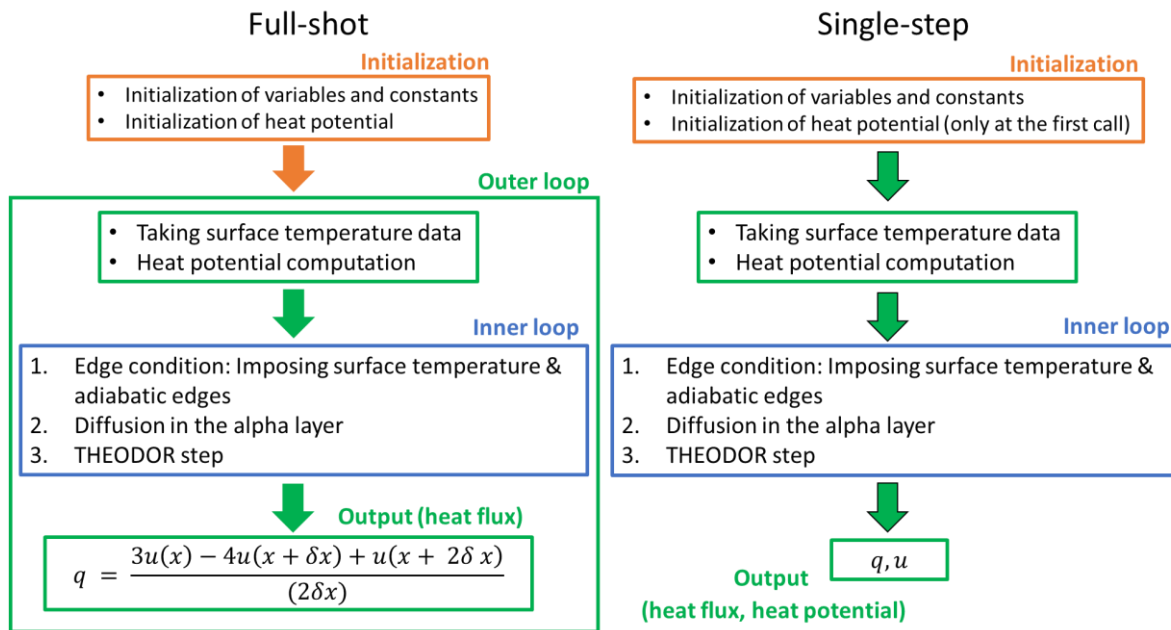 Full-shot
Initialization
• Initialization of variables and constants
• Initialization of heat potential
Outer loop
• Taking surface temperature data
• Heat potential computation
Inner loop
1. Edge condition: Imposing surface temperature &
adiabatic edges
2. Diffusion in the alpha layer
3. THEODOR step
Output (heat flux)
q = 3u(x) − 4u(x + δx) + u(x + 2δ x)
(2δx)
Single-step
Initialization
• Initialization of variables and constants
• Initialization of heat potential (only at the first call)
• Taking surface temperature data
• Heat potential computation
Inner loop
1. Edge condition: Imposing surface temperature &
adiabatic edges
2. Diffusion in the alpha layer
3. THEODOR step
q, u
Output
(heat flux, heat potential)